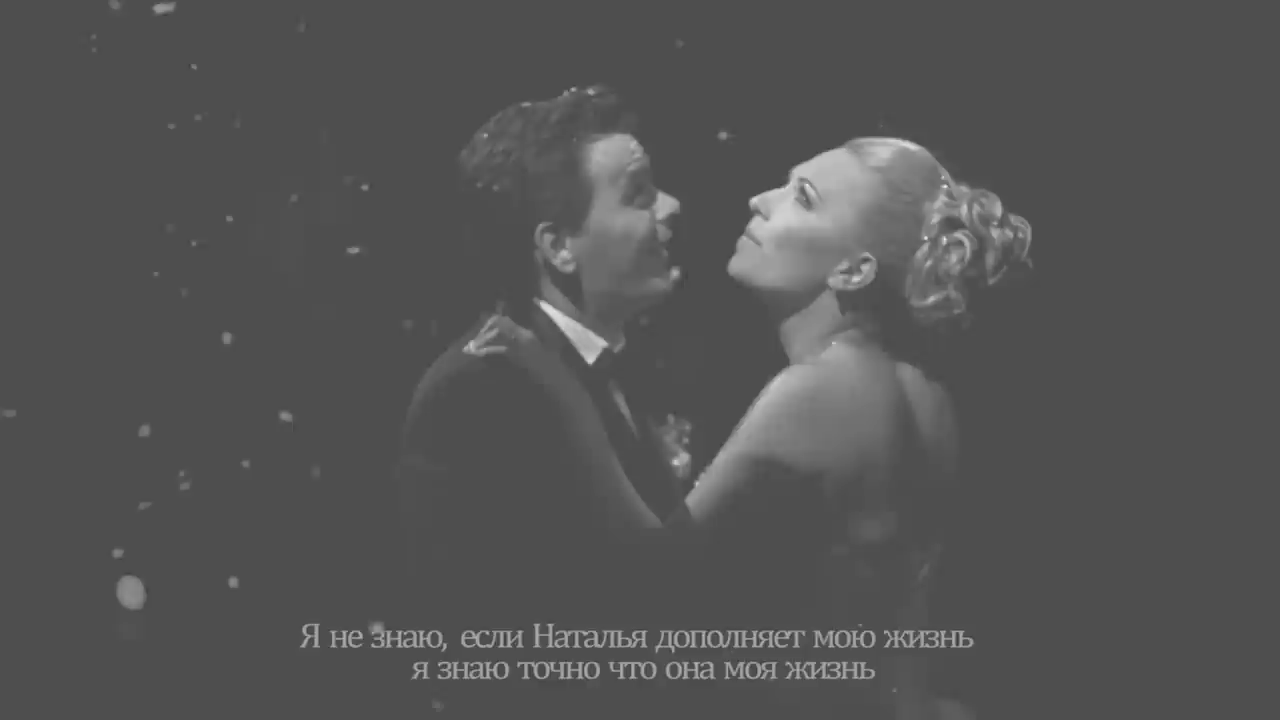 Я не знаю, если Наталья дополняет мою жизнь
я знаю точно что она моя жизнь